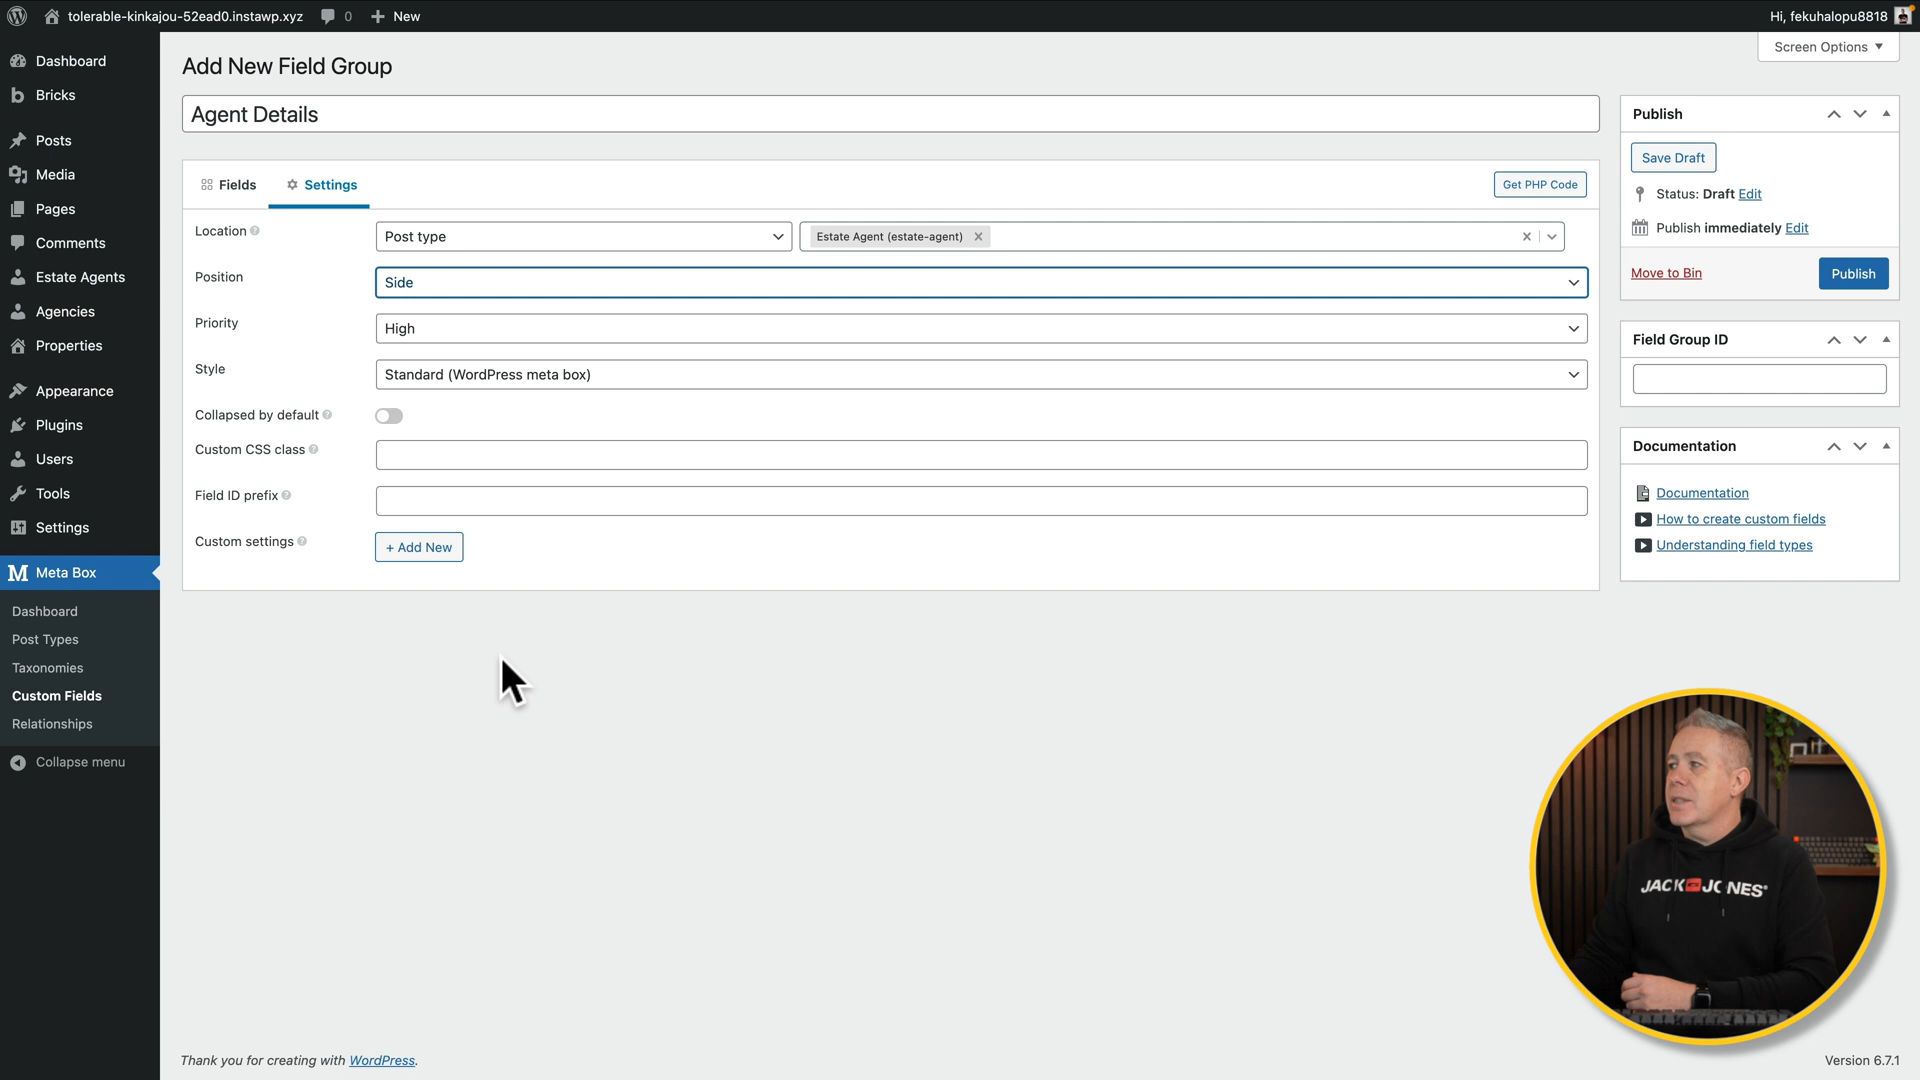 tolerable-kinkajou-52ead0.instawp.xyz
0
New
Hi, fekuhalopu8818
Screen Options
Dashboard
Bricks
Posts
Media
Pages
Comments
Estate Agents
Agencies
Properties
Appearance
Plugins
Users
Tools
Settings
Meta Box
Dashboard
Post Types
Taxonomies
Custom Fields
Relationships
Collapse menu
Add New Field Group
Agent Details
Fields
Settings
Get PHP Code
Location
Post type
Estate Agent (estate-agent)
Position
Side
Priority
High
Style
Standard (WordPress meta box)
Collapsed by default
Custom CSS class
Field ID prefix
Custom settings
+ Add New
Publish
Save Draft
Status: Draft Edit
Publish immediately Edit
Move to Bin
Publish
Field Group ID
Documentation
Documentation
How to create custom fields
Understanding field types
JACK JONES
Thank you for creating with WordPress.
Version 6.7.1